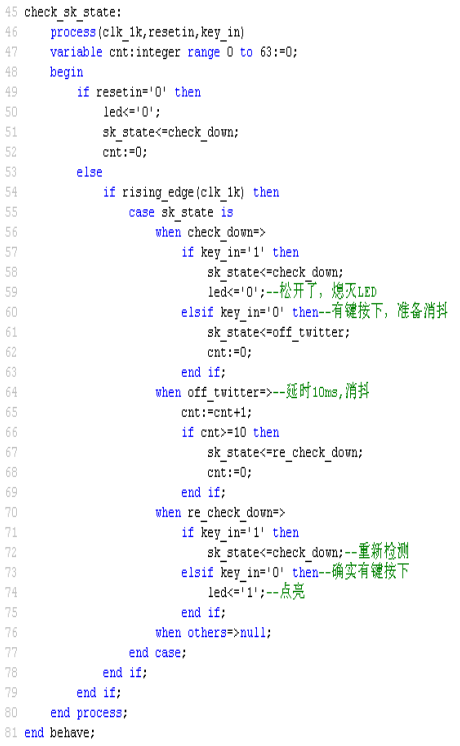 45 check_sk_state:
46 process(clk_1k,resetin,key_in)
47 variable cnt:integer range 0 to 63:=0;
48 begin
49 if resetin='0' then
50 led<='0';
51 sk_state<=check_down;
52 cnt:=0;
53 else
54 if rising_edge(clk_1k) then
55 case sk_state is
56 when check_down=>
57 if key_in='1' then
58 sk_state<=check_down;
59 led<='0';--松开了，熄灭LED
60 elsif key_in='0' then--有键按下，准备消抖
61 sk_state<=off_twitter;
62 cnt:=0;
63 end if;
64 when off_twitter=>--延时10ms,消抖
65 cnt:=cnt+1;
66 if cnt>=10 then
67 sk_state<=re_check_down;
68 cnt:=0;
69 end if;
70 when re_check_down=>
71 if key_in='1' then
72 sk_state<=check_down;--重新检测
73 elsif key_in='0' then--确实有键按下
74 led<='1';--点亮
75 end if;
76 when others=>null;
77 end case;
78 end if;
79 end if;
80 end process;
81 end behave;